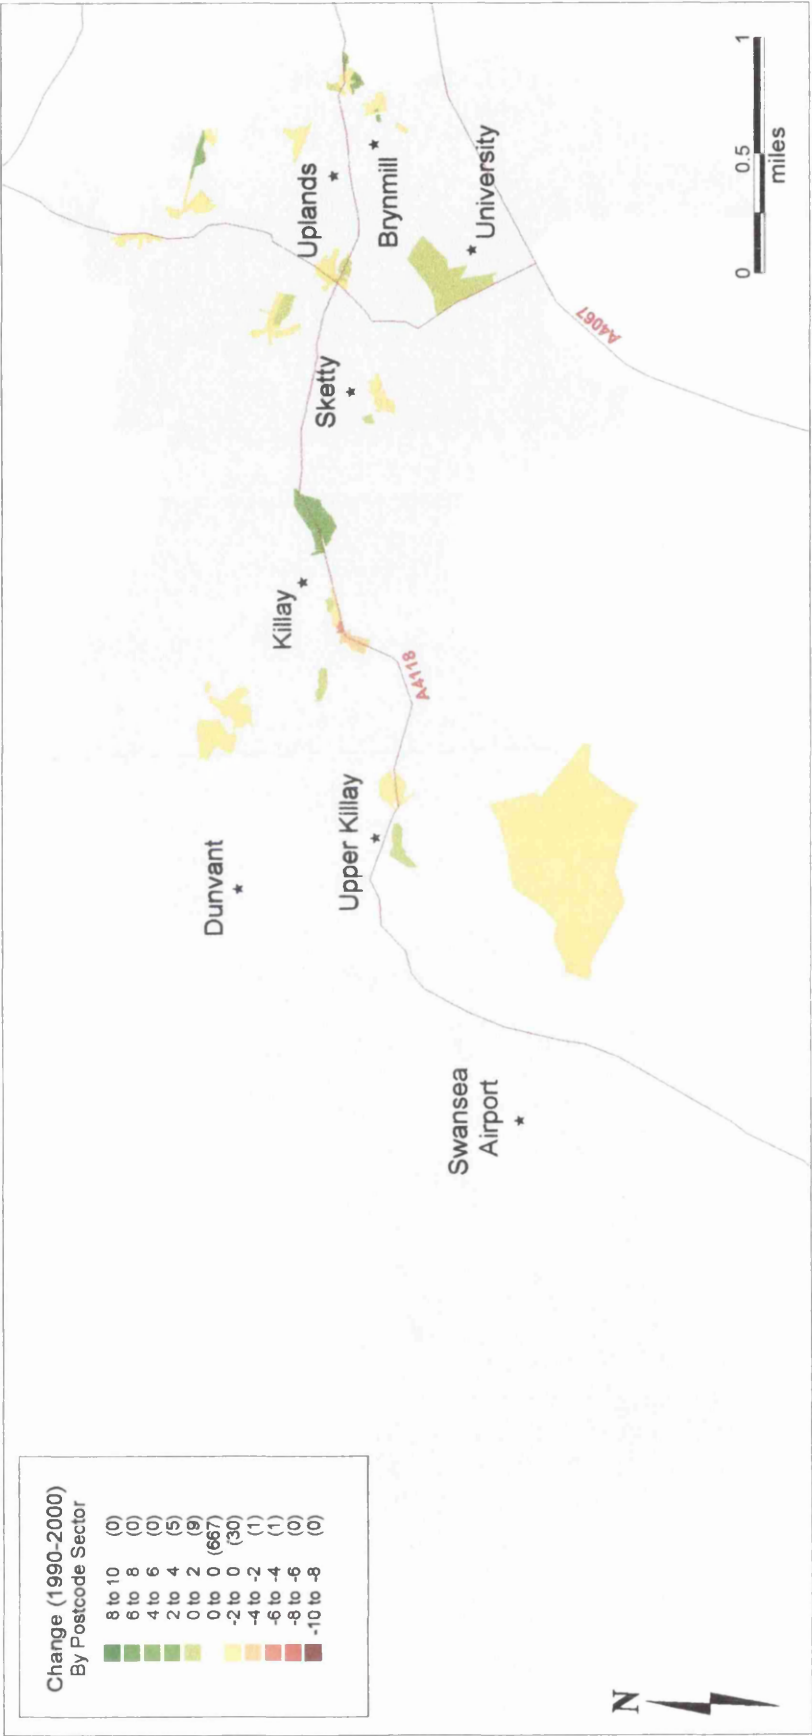 Change (1990-2000)
By Postcode Sector
8 to 10 (0)
6 to 8 (0)
4 to 6 (0)
2 to 4 (5)
0 to 2 (9)
0 to 0 (667)
-2 to 0 (30)
-4 to -2 (1)
-6 to -4 (1)
-8 to -6 (0)
-10 to -8 (0)
Dunvant
Killay
Uplands
Sketty
Brynmill
Upper Killay
A4118
University
Swansea
Airport
A4067
N
0 0.5 1
miles